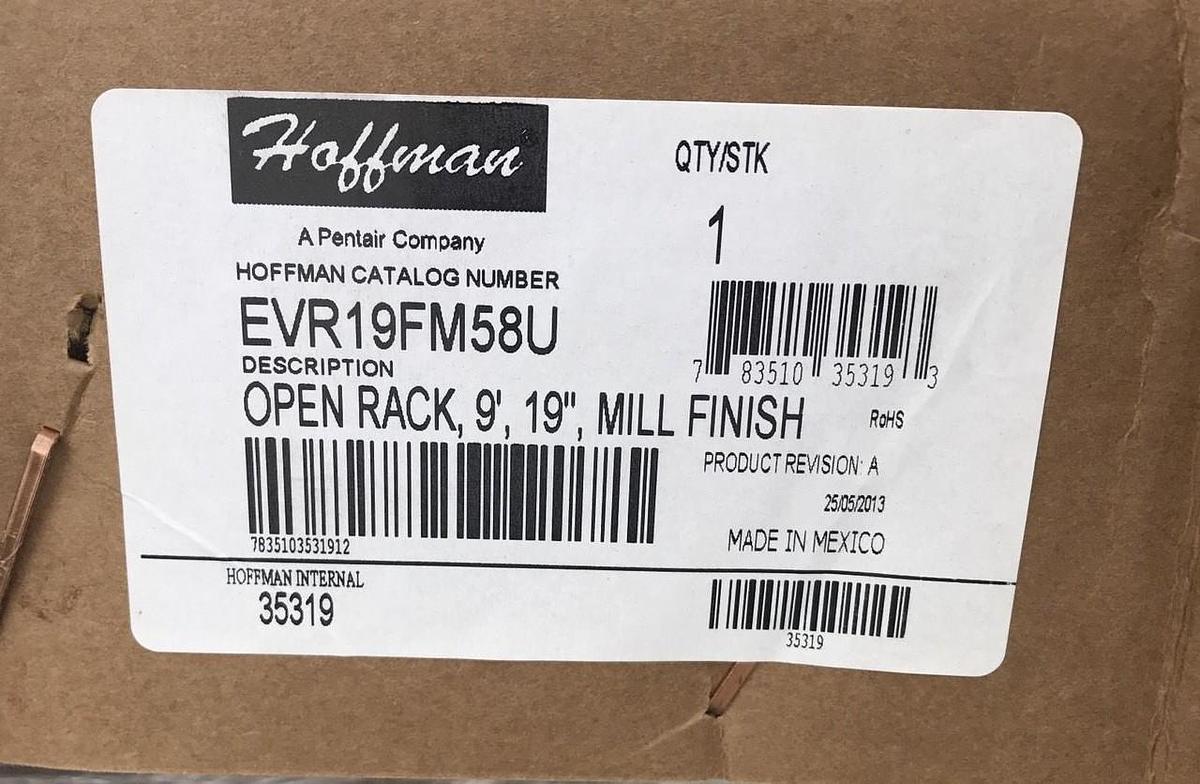 Hoffman
A Pentair Company
HOFFMAN CATALOG NUMBER
EVR19FM58U
DESCRIPTION
OPEN RACK, 9', 19", MILL FINISH
7835103531912
HOFFMAN INTERNAL
35319
QTY/STK
1
7 83510 35319 3
RoHS
PRODUCT REVISION: A
25/05/2013
MADE IN MEXICO
35319